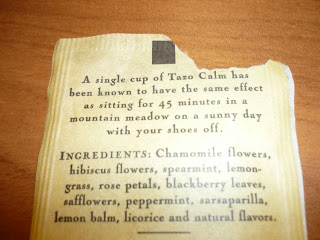 A single cup of Tazo Calm has
been known to have the same effect
as sitting for 45 minutes in a
mountain meadow on a sunny day
with your shoes off.
INGREDIENTS: Chamomile flowers,
hibiscus flowers, spearmint, lemon-
grass, rose petals, blackberry leaves,
safflowers, peppermint, sarsaparilla,
lemon balm, licorice and natural flavors.